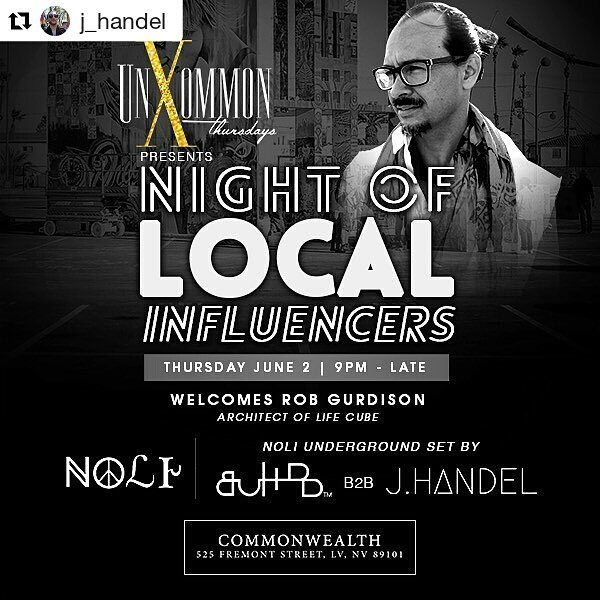 j_handel
UNXOMMON
thursdays
PRESENTS
NIGHT OF
LOCAL
INFLUENCERS
THURSDAY JUNE 2 | 9PM - LATE
WELCOMES ROB GURDISON
ARCHITECT OF LIFE CUBE
NOLI UNDERGROUND SET BY
NOLI
B2B J.HANDEL
COMMONWEALTH
525 FREMONT STREET, LV, NV 89101